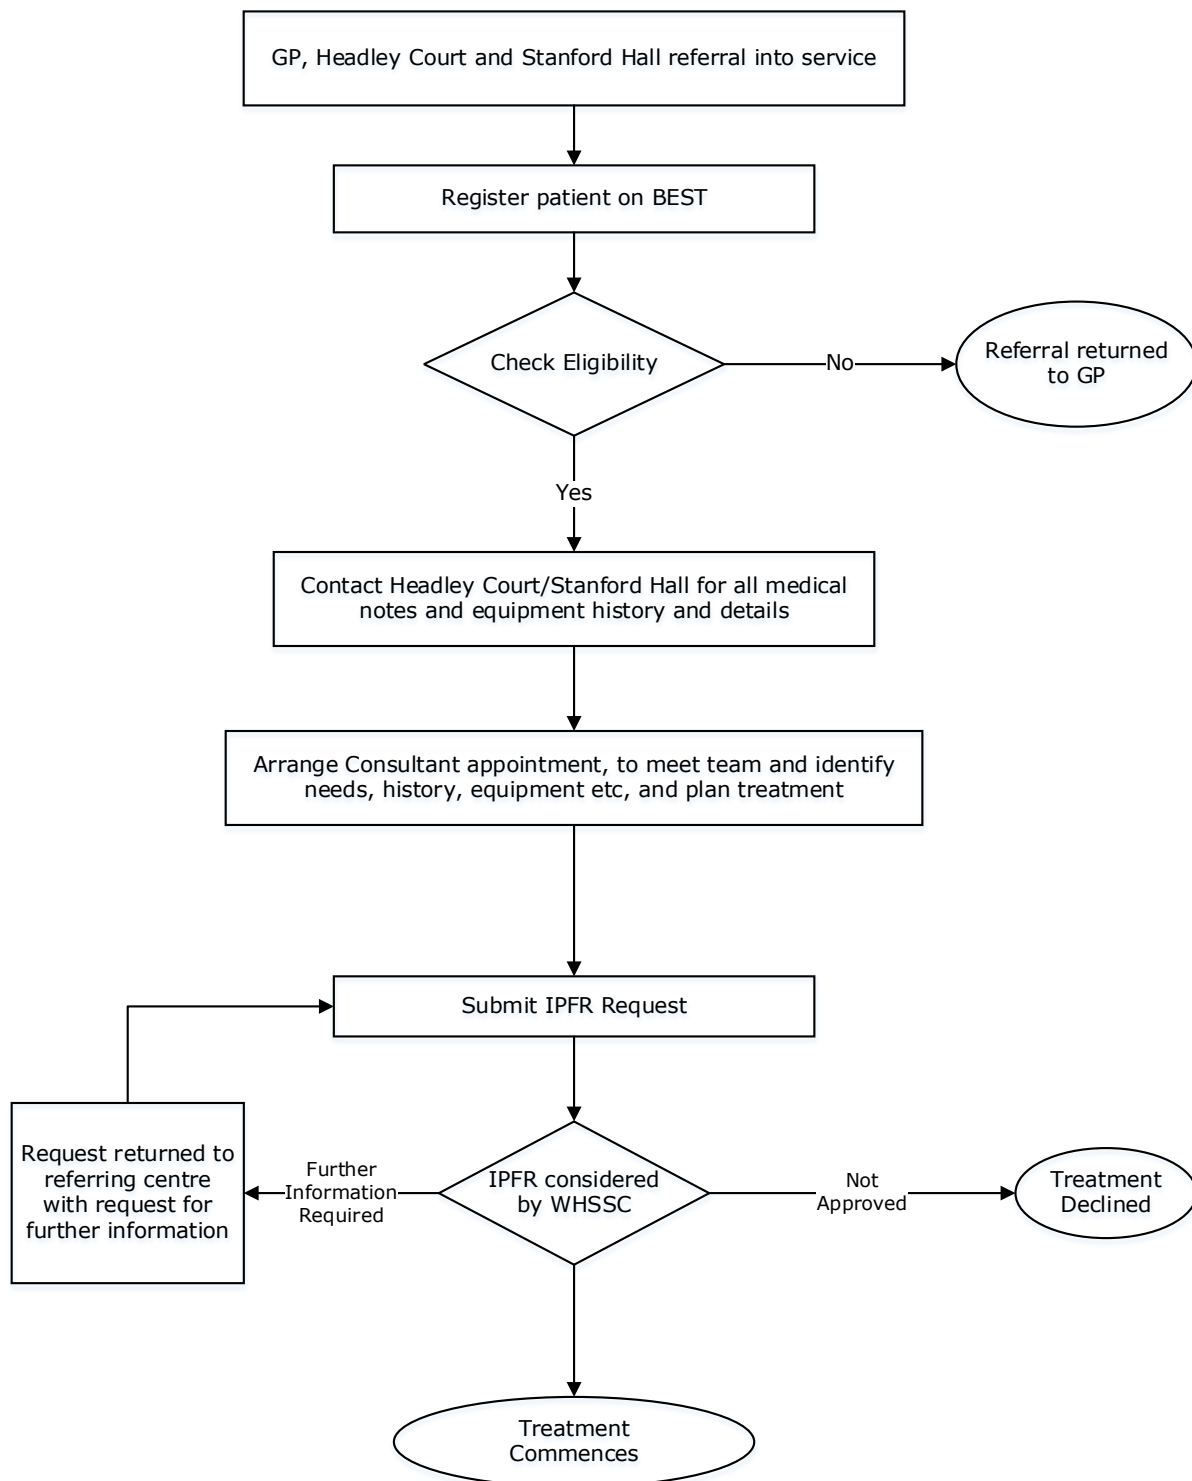 GP, Headley Court and Stanford Hall referral into service
Register patient on BEST
Check Eligibility
No
Referral returned
to GP
Yes
Contact Headley Court/Stanford Hall for all medical
notes and equipment history and details
Arrange Consultant appointment, to meet team and identify
needs, history, equipment etc, and plan treatment
Submit IPFR Request
Request returned to
referring centre
with request for
further information
Further
Information
Required
IPFR considered
by WHSSC
Not
Approved
Treatment
Declined
Treatment
Commences